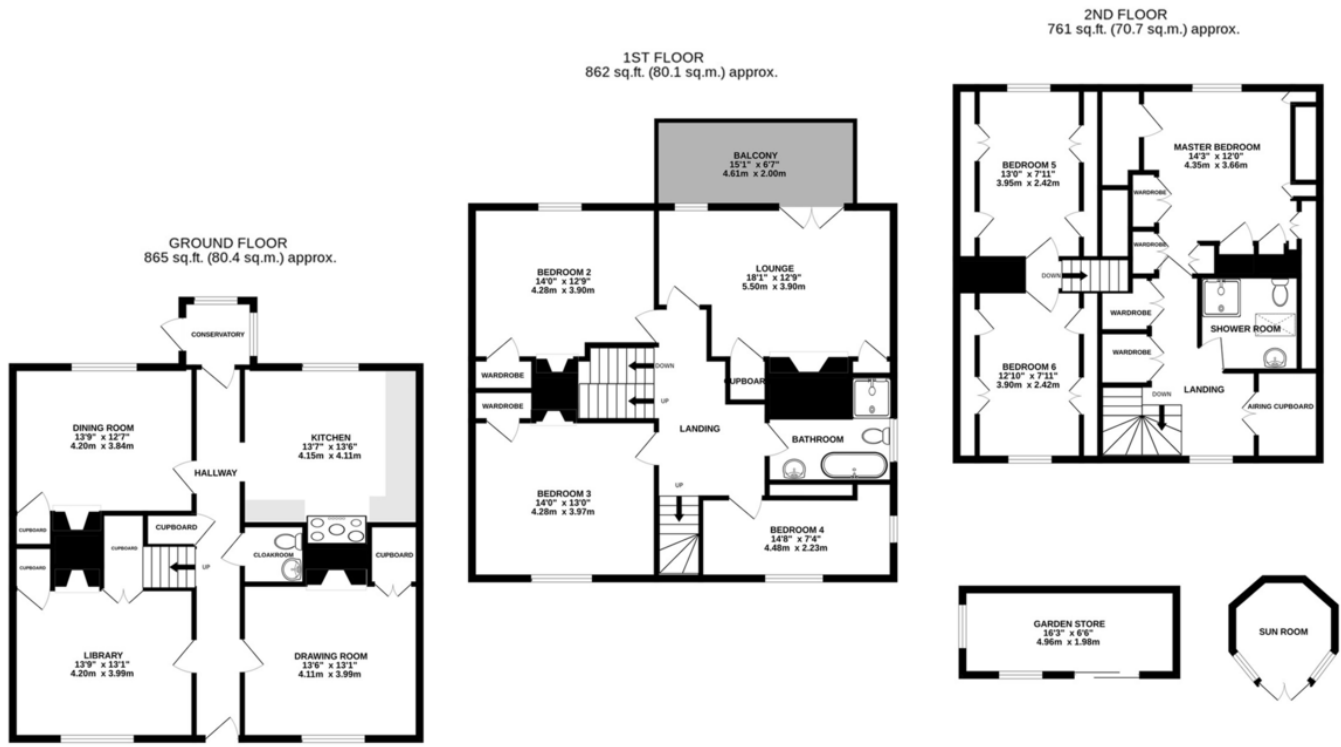 GROUND FLOOR
865 sq.ft. (80.4 sq.m.) approx.
CONSERVATORY
DINING ROOM
13'9" x 12'7"
4.20m x 3.84m
KITCHEN
13'7" x 13'6"
4.15m x 4.11m
HALLWAY
CUPBOARD
CUPBOARD
CUPBOARD
CUPBOARD
UP
CLOAKROOM
CUPBOARD
LIBRARY
13'9" x 13'1"
4.20m x 3.99m
DRAWING ROOM
13'6" x 13'1"
4.11m x 3.99m
1ST FLOOR
862 sq.ft. (80.1 sq.m.) approx.
BALCONY
15'1" x 6'7"
4.61m x 2.00m
BEDROOM 2
14'0" x 12'9"
4.28m x 3.90m
LOUNGE
18'1" x 12'9"
5.50m x 3.90m
WARDROBE
WARDROBE
DOWN
UP
CUPBOARD
LANDING
BATHROOM
UP
BEDROOM 3
14'0" x 13'0"
4.28m x 3.97m
BEDROOM 4
14'8" x 7'4"
4.48m x 2.23m
2ND FLOOR
761 sq.ft. (70.7 sq.m.) approx.
BEDROOM 5
13'0" x 7'11"
3.95m x 2.42m
MASTER BEDROOM
14'3" x 12'0"
4.35m x 3.66m
WARDROBE
WARDROBE
DOWN
WARDROBE
SHOWER ROOM
WARDROBE
BEDROOM 6
12'10" x 7'11"
3.90m x 2.42m
LANDING
DOWN
AIRING CUPBOARD
GARDEN STORE
16'3" x 6'6"
4.96m x 1.98m
SUN ROOM